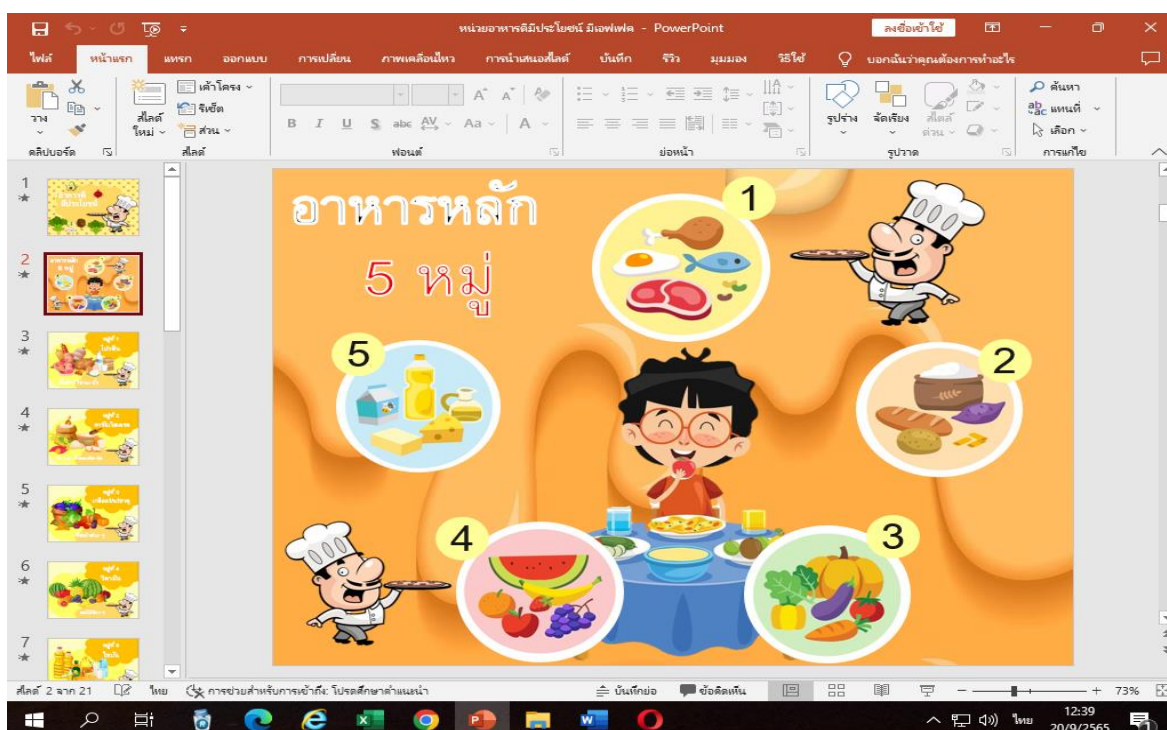 หน่วยอาหารดีมีประโยชน์ มีเอฟเฟค - PowerPoint
ลงชื่อเข้าใช้
ไฟล์ หน้าแรก แทรก ออกแบบ การเปลี่ยน ภาพเคลื่อนไหว การนำเสนอสไลด์ บันทึก รีวิว มุมมอง วิธีใช้ บอกฉันว่าคุณต้องการทำอะไร
วาง
คลิปบอร์ด
สไลด์
ใหม่
เค้าโครง
รีเซ็ต
ส่วน
สไลด์
B I U S abc AV Aa A
ฟอนต์
ย่อหน้า
รูปร่าง
จัดเรียง
สไตล์
ด่วน
รูปวาด
ค้นหา
แทนที่
เลือก
การแก้ไข
1
2
3
4
5
6
7
อาหารหลัก
5 หมู่
1
2
3
4
5
สไลด์ 2 จาก 21 ไทย การช่วยสำหรับการเข้าถึง: โปรดศึกษาคำแนะนำ บันทึกย่อ ข้อคิดเห็น 73%
ไทย
12:39
20/9/2565